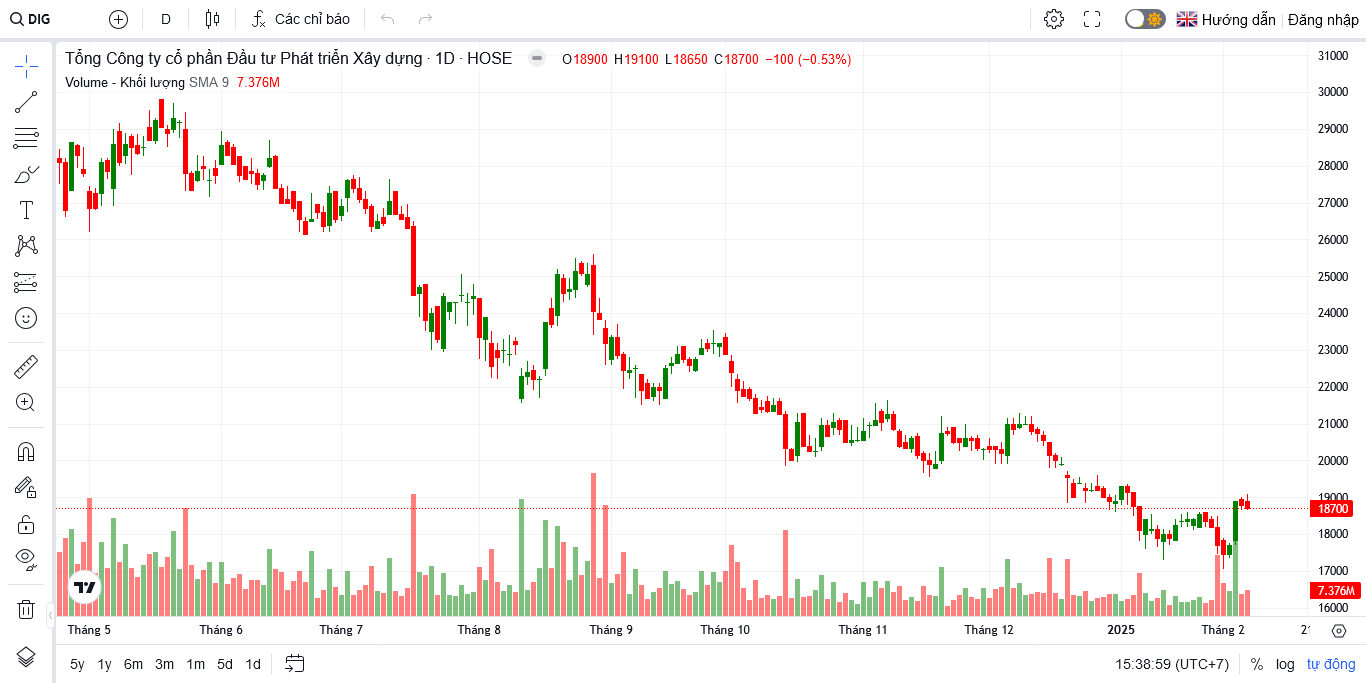 DIG D Các chỉ báo Hướng dẫn Đăng nhập
Tổng Công ty cổ phần Đầu tư Phát triển Xây dựng · 1D · HOSE O18900 H19100 L18650 C18700 −100 (−0.53%)
Volume - Khối lượng SMA 9 7.376M
31000
30000
29000
28000
27000
26000
25000
24000
23000
22000
21000
20000
19000
18700
18000
17000
7.376M
16000
Tháng 5 Tháng 6 Tháng 7 Tháng 8 Tháng 9 Tháng 10 Tháng 11 Tháng 12 2025 Tháng 2
5y 1y 6m 3m 1m 5d 1d 15:38:59 (UTC+7) % log tự động